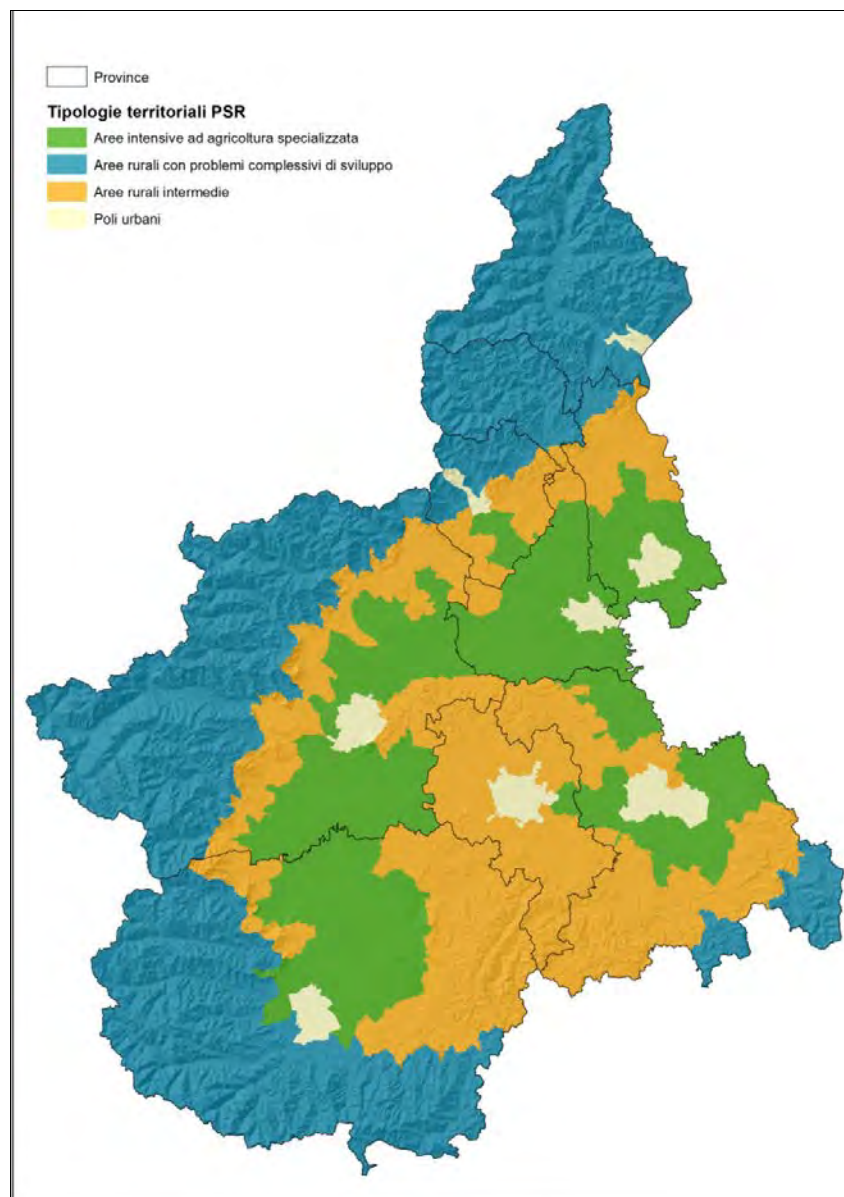 Province
Tipologie territoriali PSR
Aree intensive ad agricoltura specializzata
Aree rurali con problemi complessivi di sviluppo
Aree rurali intermedie
Poli urbani